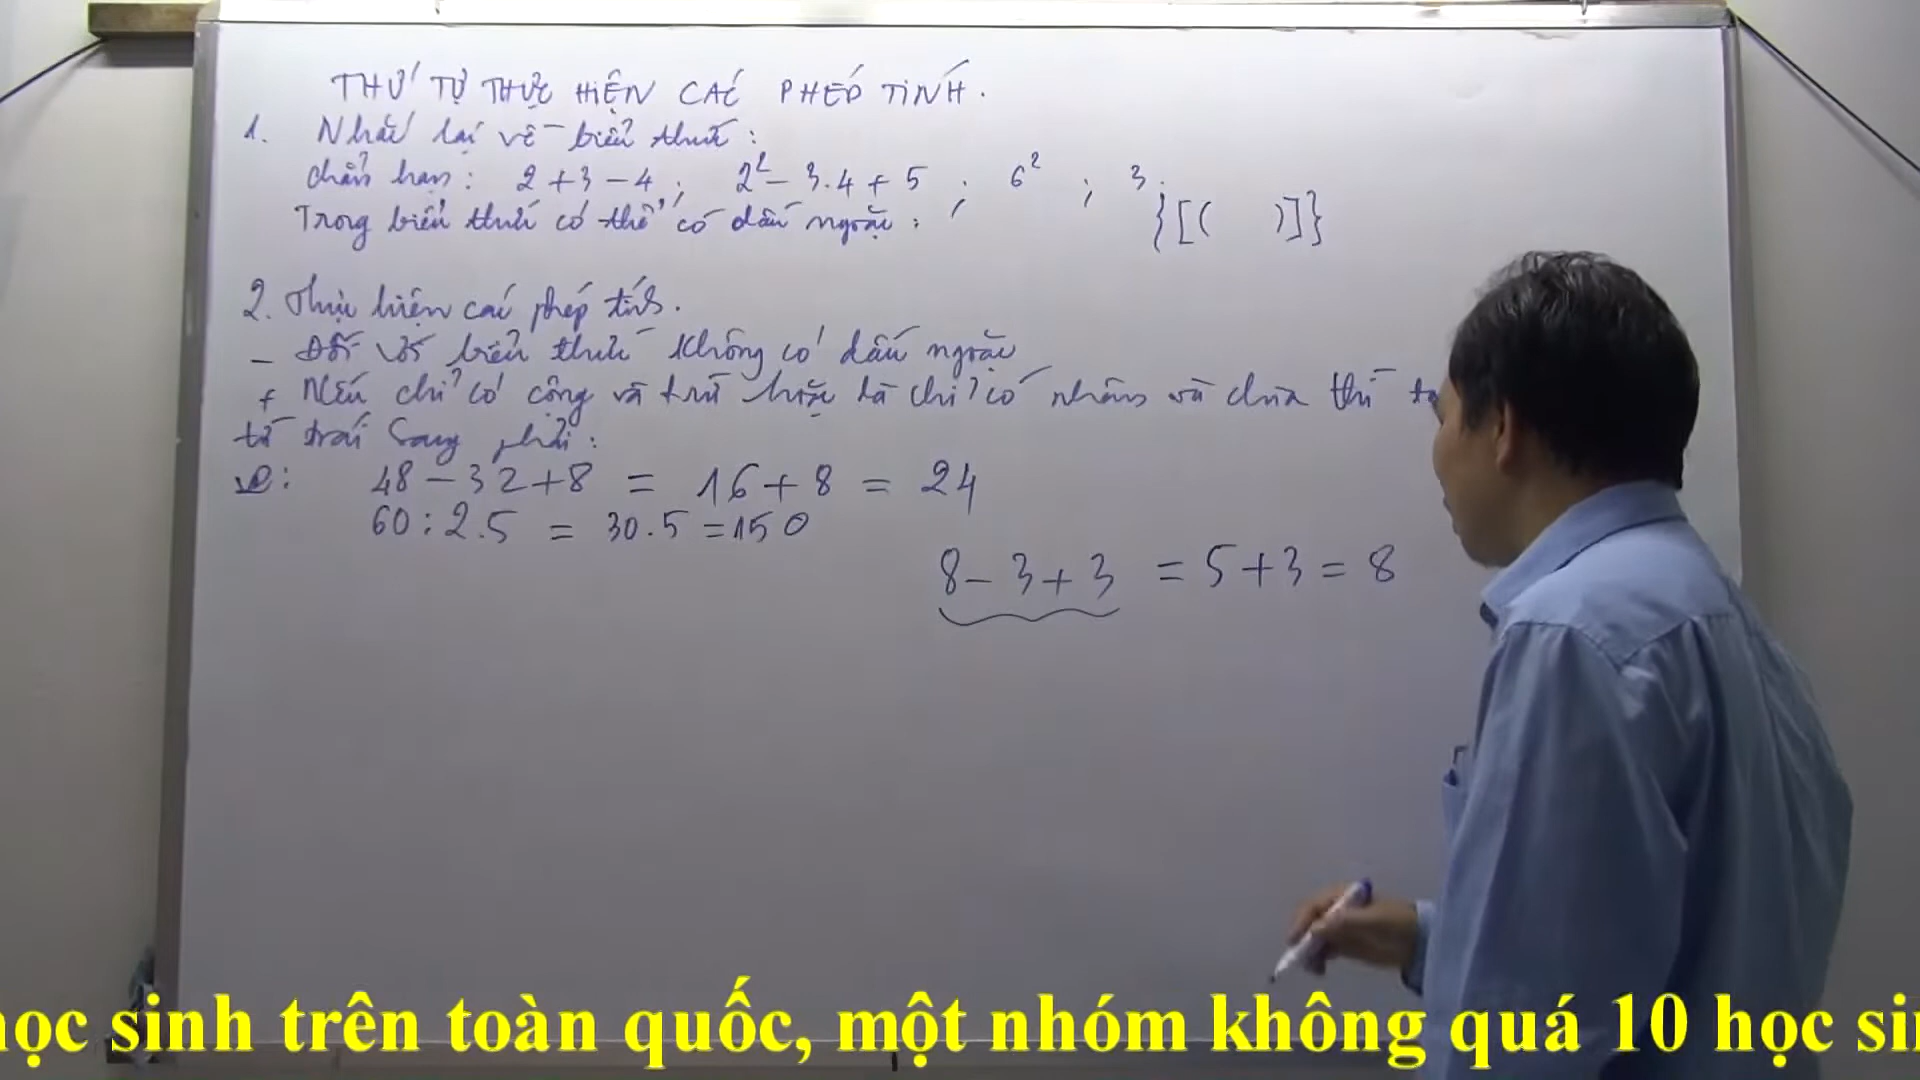 THỨ TỰ THỰC HIỆN CÁC PHÉP TÍNH.
1. Nhắc lại về biểu thức:
chẳn hạn: 2 + 3 - 4 ; 2² - 3.4 + 5 ; 6² ; 3.
Trong biểu thức có thể có dấu ngoặc: {[( )]}
2. Thực hiện các phép tính.
- Đối với biểu thức không có dấu ngoặc
+ Nếu chỉ có cộng và trừ hoặc là chỉ có nhân và chia thì ta
từ trái sang phải:
VD: 48 - 32 + 8 = 16 + 8 = 24
60 : 2.5 = 30.5 = 150
8 - 3 + 3 = 5 + 3 = 8
học sinh trên toàn quốc, một nhóm không quá 10 học sin